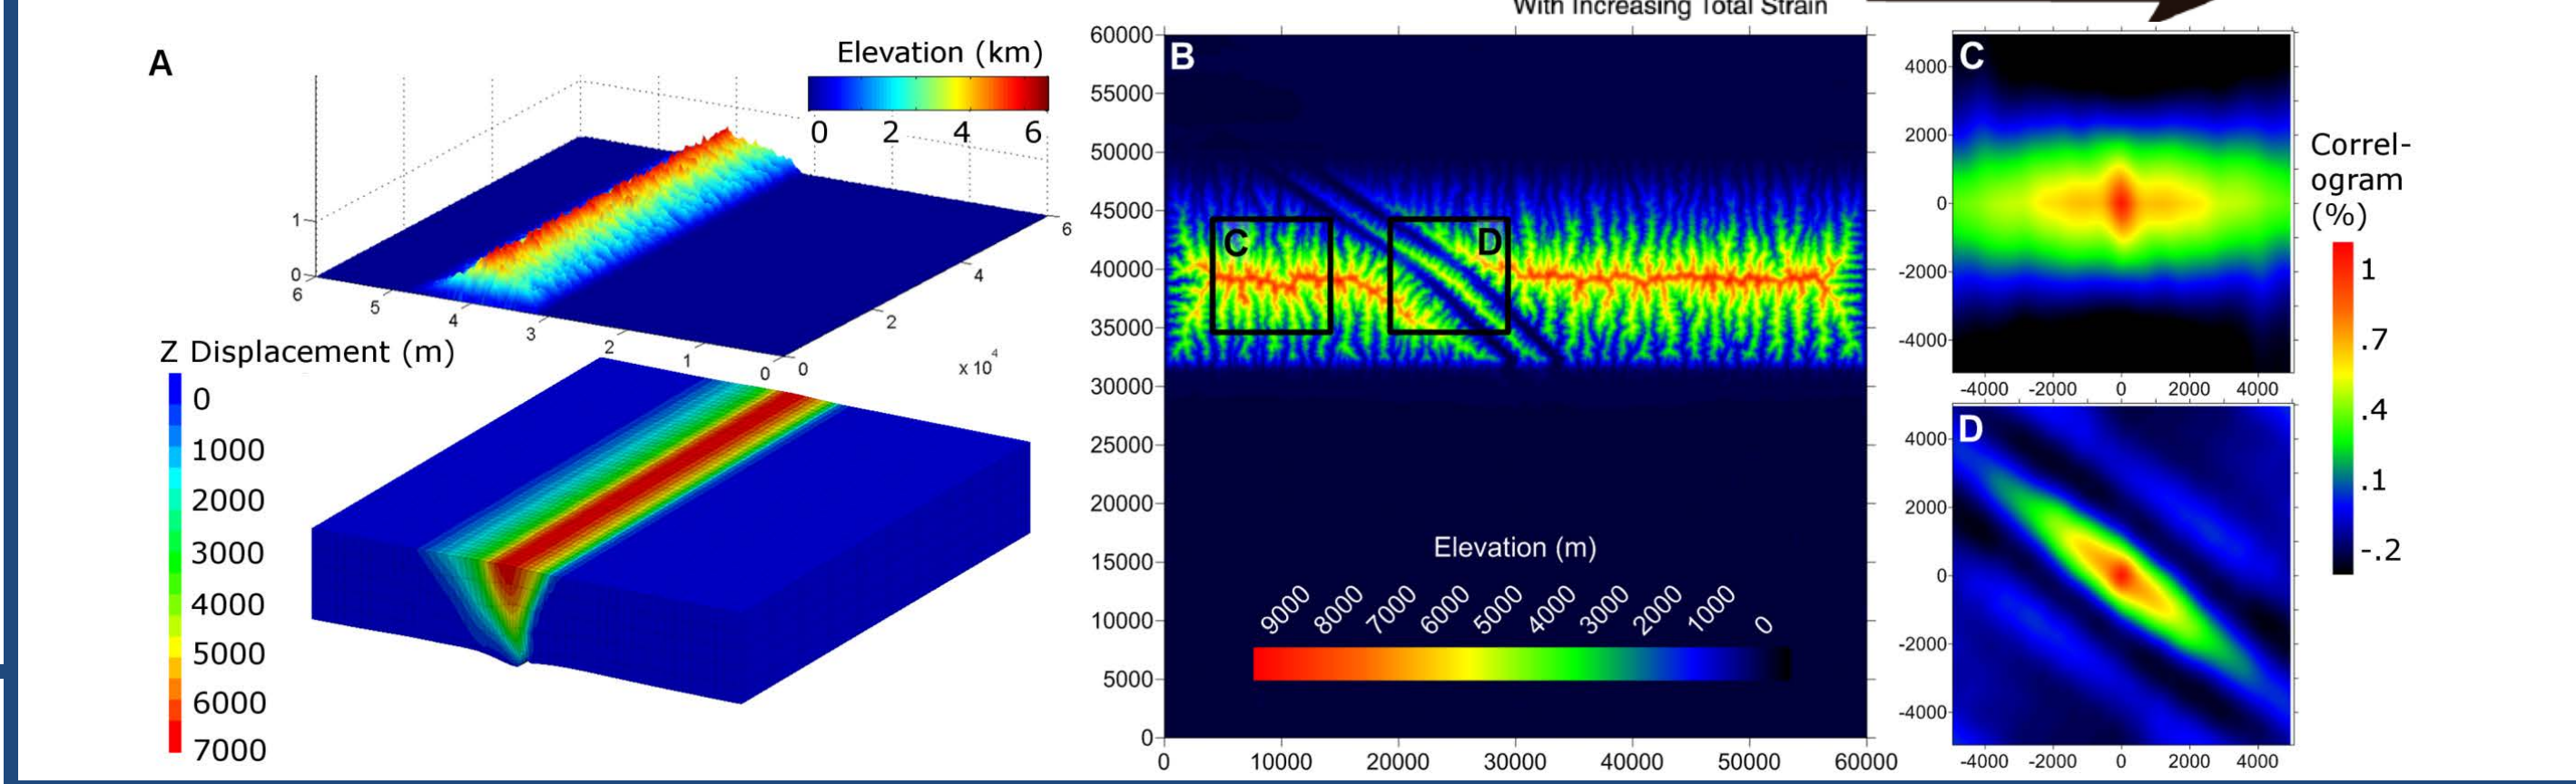 With Increasing Total Strain
A
Elevation (km)
0 2 4 6
1
0
6
5
4
3
2
1
0
0
2
4
6
x 10^4
Z Displacement (m)
0
1000
2000
3000
4000
5000
6000
7000
B
60000
55000
50000
45000
40000
35000
30000
25000
20000
15000
10000
5000
0
C
D
Elevation (m)
9000 8000 7000 6000 5000 4000 3000 2000 1000 0
0 10000 20000 30000 40000 50000 60000
C
4000
2000
0
-2000
-4000
-4000 -2000 0 2000 4000
D
4000
2000
0
-2000
-4000
-4000 -2000 0 2000 4000
Correl-
ogram
(%)
1
.7
.4
.1
-.2